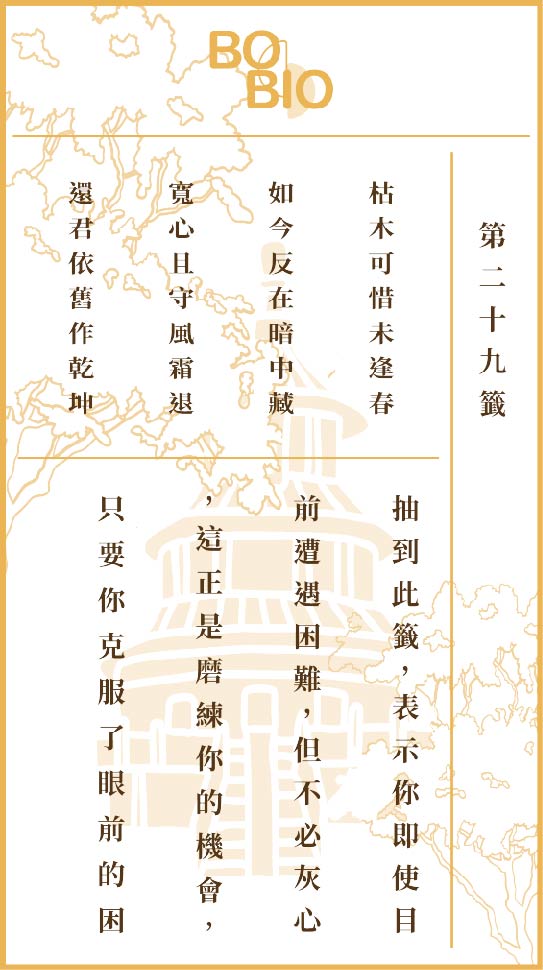 BO
BIO
第二十九籤
枯木可惜未逢春
如今反在暗中藏
寬心且守風霜退
還君依舊作乾坤
抽到此籤，表示你即使目
前遭遇困難，但不必灰心
，這正是磨練你的機會，
只要你克服了眼前的困